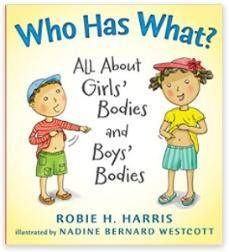 Who Has What?
All About
Girls'
Bodies
and
Boys'
Bodies
ROBIE H. HARRIS
illustrated by NADINE BERNARD WESTCOTT